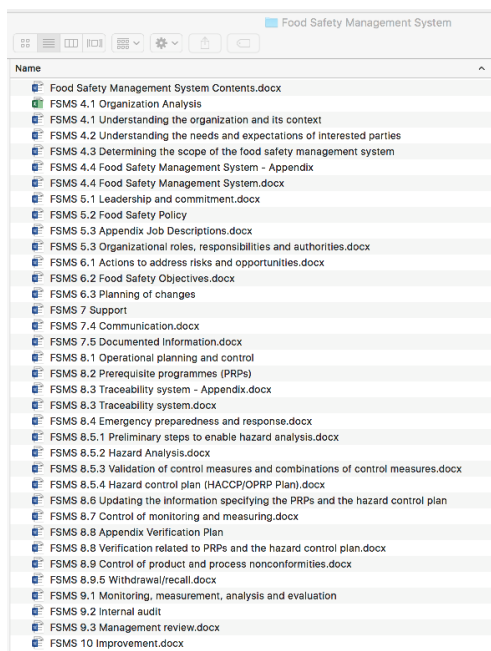 Food Safety Management System
Name
Food Safety Management System Contents.docx
FSMS 4.1 Organization Analysis
FSMS 4.1 Understanding the organization and its context
FSMS 4.2 Understanding the needs and expectations of interested parties
FSMS 4.3 Determining the scope of the food safety management system
FSMS 4.4 Food Safety Management System - Appendix
FSMS 4.4 Food Safety Management System.docx
FSMS 5.1 Leadership and commitment.docx
FSMS 5.2 Food Safety Policy
FSMS 5.3 Appendix Job Descriptions.docx
FSMS 5.3 Organizational roles, responsibilities and authorities.docx
FSMS 6.1 Actions to address risks and opportunities.docx
FSMS 6.2 Food Safety Objectives.docx
FSMS 6.3 Planning of changes
FSMS 7 Support
FSMS 7.4 Communication.docx
FSMS 7.5 Documented Information.docx
FSMS 8.1 Operational planning and control
FSMS 8.2 Prerequisite programmes (PRPs)
FSMS 8.3 Traceability system - Appendix.docx
FSMS 8.3 Traceability system.docx
FSMS 8.4 Emergency preparedness and response.docx
FSMS 8.5.1 Preliminary steps to enable hazard analysis.docx
FSMS 8.5.2 Hazard Analysis.docx
FSMS 8.5.3 Validation of control measures and combinations of control measures.docx
FSMS 8.5.4 Hazard control plan (HACCP/OPRP Plan).docx
FSMS 8.6 Updating the information specifying the PRPs and the hazard control plan
FSMS 8.7 Control of monitoring and measuring.docx
FSMS 8.8 Appendix Verification Plan
FSMS 8.8 Verification related to PRPs and the hazard control plan.docx
FSMS 8.9 Control of product and process nonconformities.docx
FSMS 8.9.5 Withdrawal/recall.docx
FSMS 9.1 Monitoring, measurement, analysis and evaluation
FSMS 9.2 Internal audit
FSMS 9.3 Management review.docx
FSMS 10 Improvement.docx